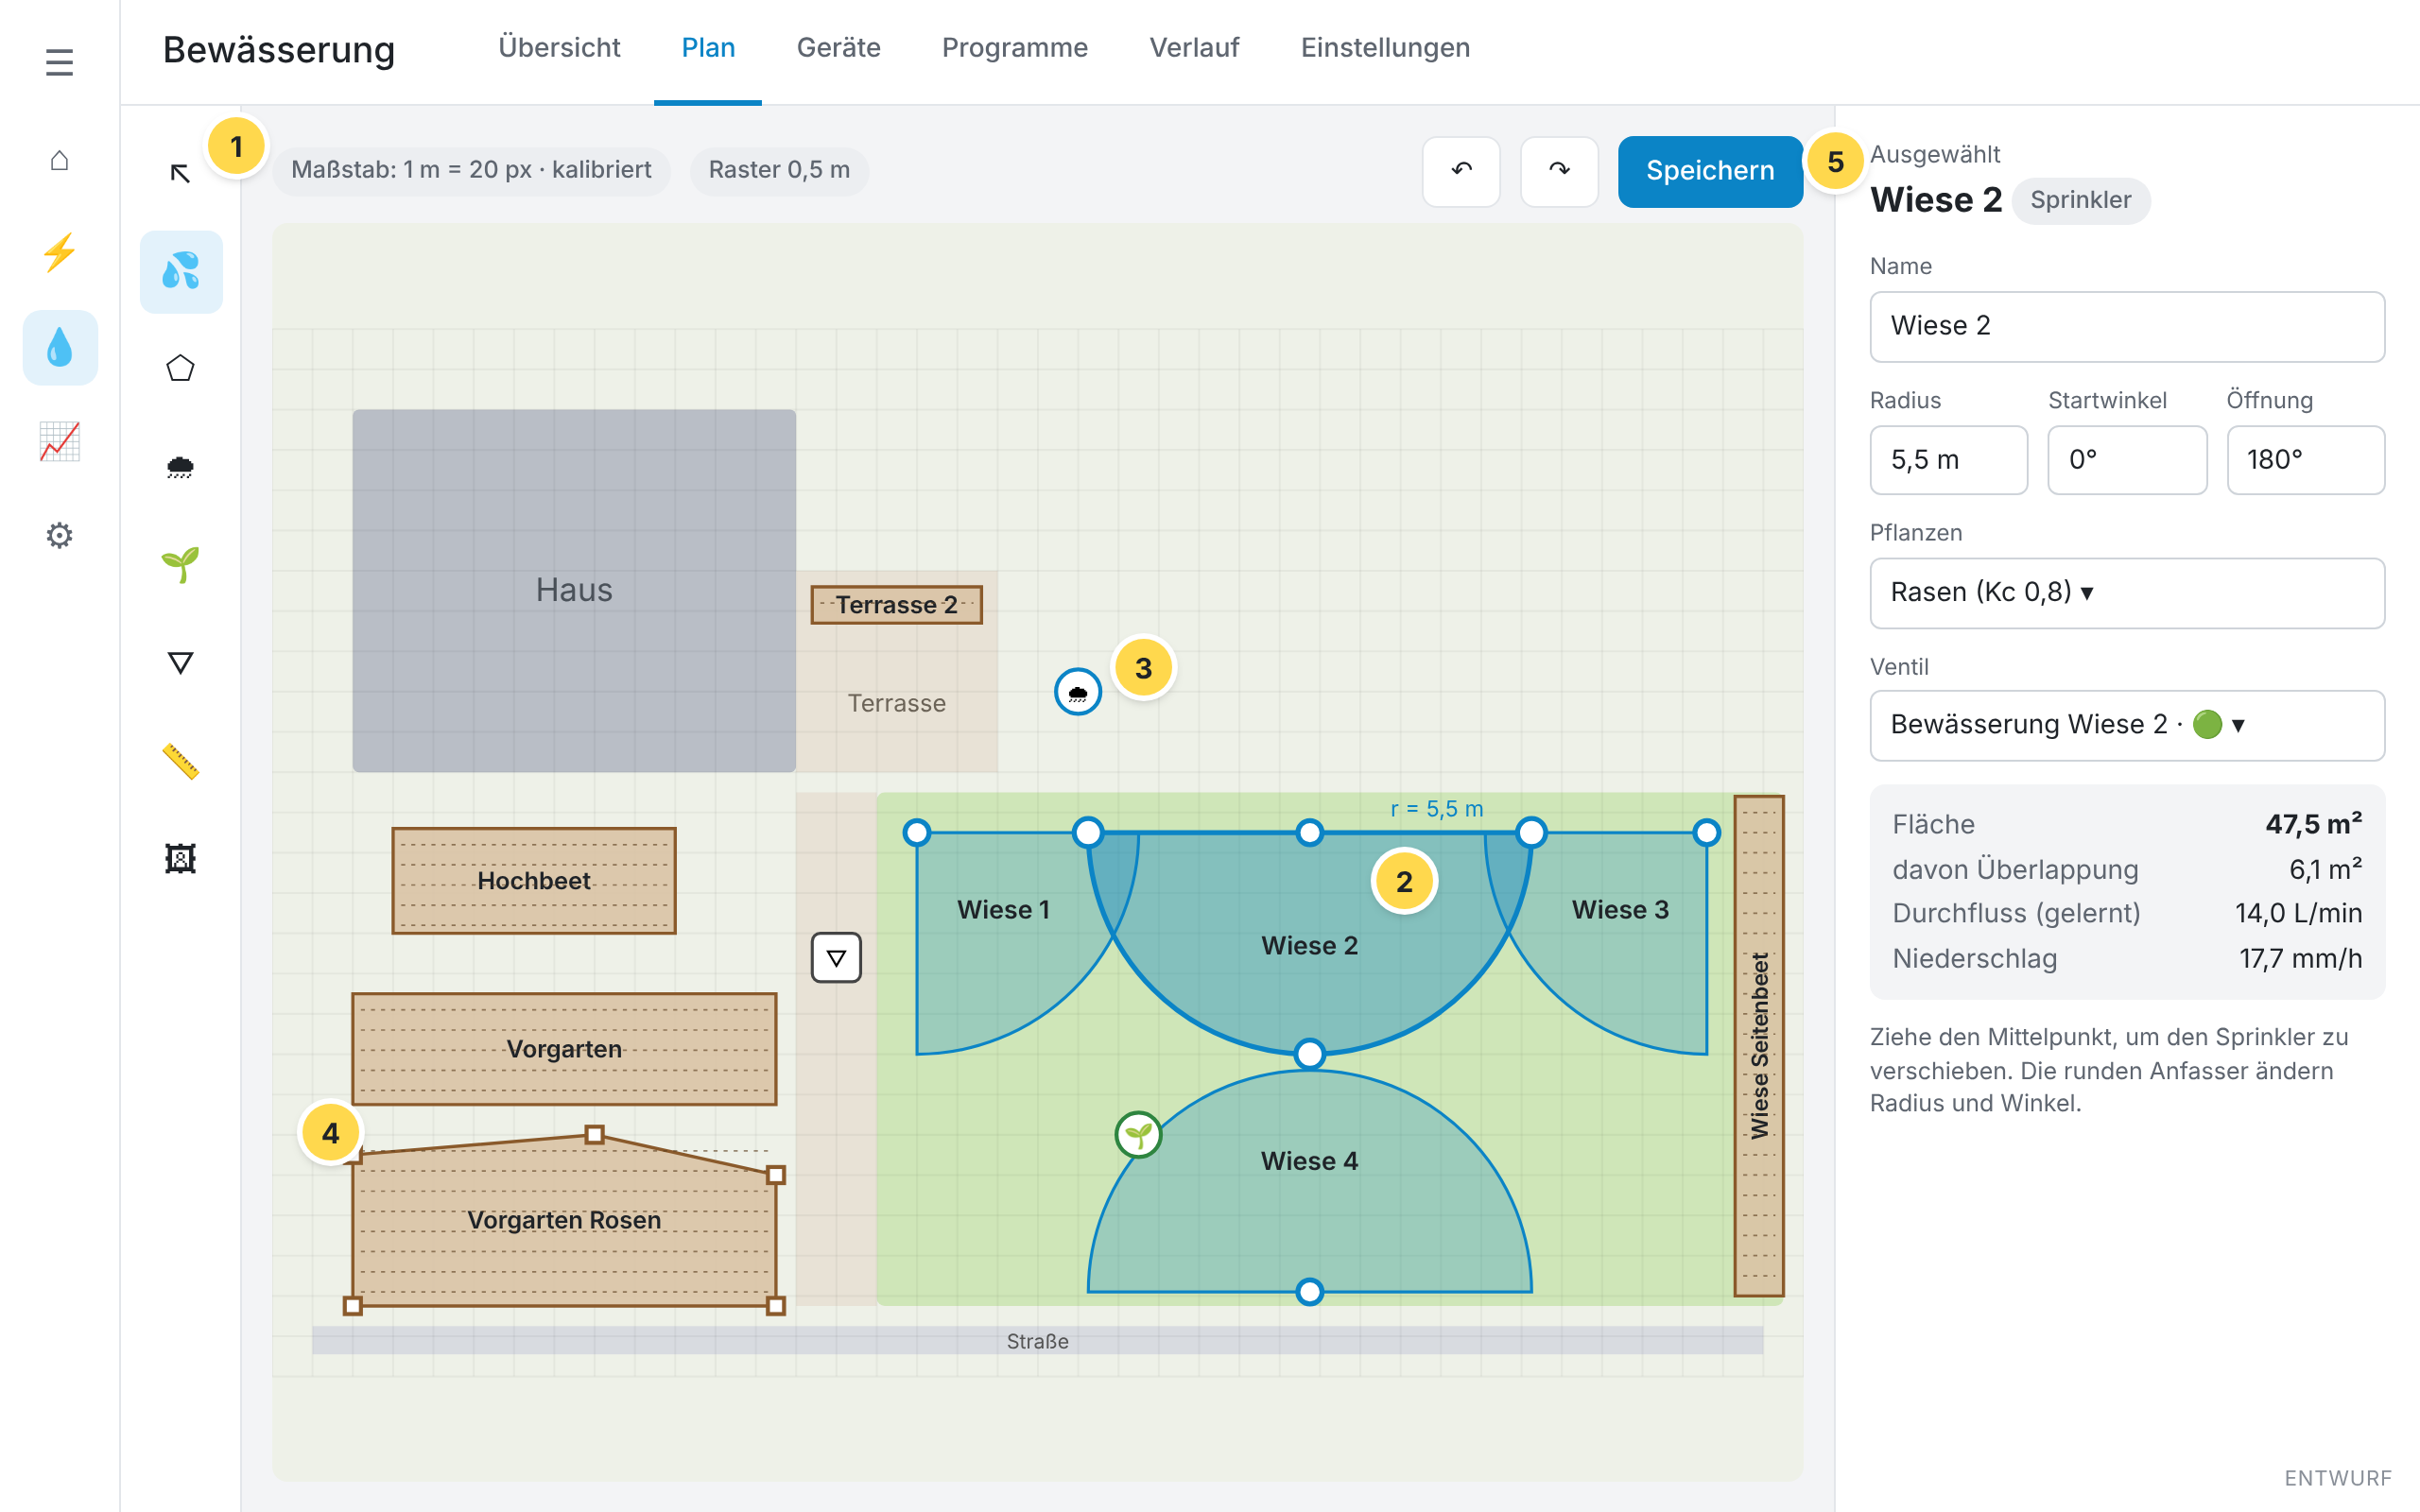 Bewässerung
Übersicht
Plan
Geräte
Programme
Verlauf
Einstellungen
1
Maßstab: 1 m = 20 px · kalibriert
Raster 0,5 m
Speichern
5
Haus
Terrasse 2
Terrasse
3
r = 5,5 m
2
Hochbeet
Wiese 1
Wiese 2
Wiese 3
Wiese Seitenbeet
Vorgarten
4
Wiese 4
Vorgarten Rosen
Straße
Ausgewählt
Wiese 2 Sprinkler
Name
Wiese 2
Radius Startwinkel Öffnung
5,5 m 0° 180°
Pflanzen
Rasen (Kc 0,8) ▾
Ventil
Bewässerung Wiese 2 · 🟢 ▾
Fläche 47,5 m²
davon Überlappung 6,1 m²
Durchfluss (gelernt) 14,0 L/min
Niederschlag 17,7 mm/h
Ziehe den Mittelpunkt, um den Sprinkler zu
verschieben. Die runden Anfasser ändern
Radius und Winkel.
ENTWURF